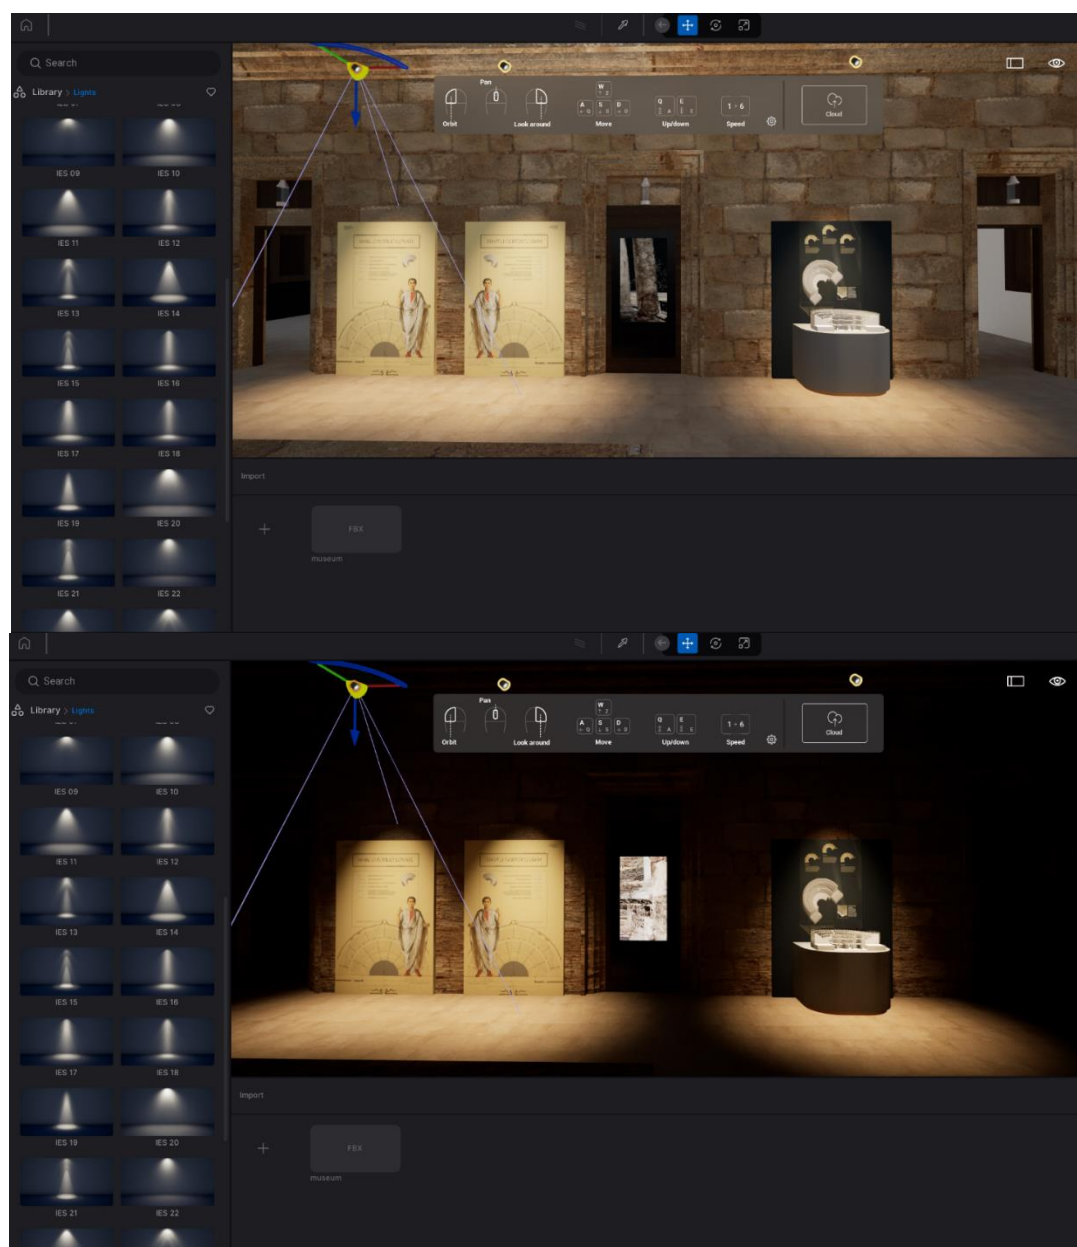 Search
Library > Lights
IES 09
IES 10
IES 11
IES 12
IES 13
IES 14
IES 15
IES 16
IES 17
IES 18
IES 19
IES 20
IES 21
IES 22
Pan
Orbit
Look around
W
A S D
Move
Q E
Up/down
1 - 6
Speed
Cloud
Import
+
FBX
museum
Search
Library > Lights
IES 09
IES 10
IES 11
IES 12
IES 13
IES 14
IES 15
IES 16
IES 17
IES 18
IES 19
IES 20
IES 21
IES 22
Pan
Orbit
Look around
W
A S D
Move
Q E
Up/down
1 - 6
Speed
Cloud
Import
+
FBX
museum